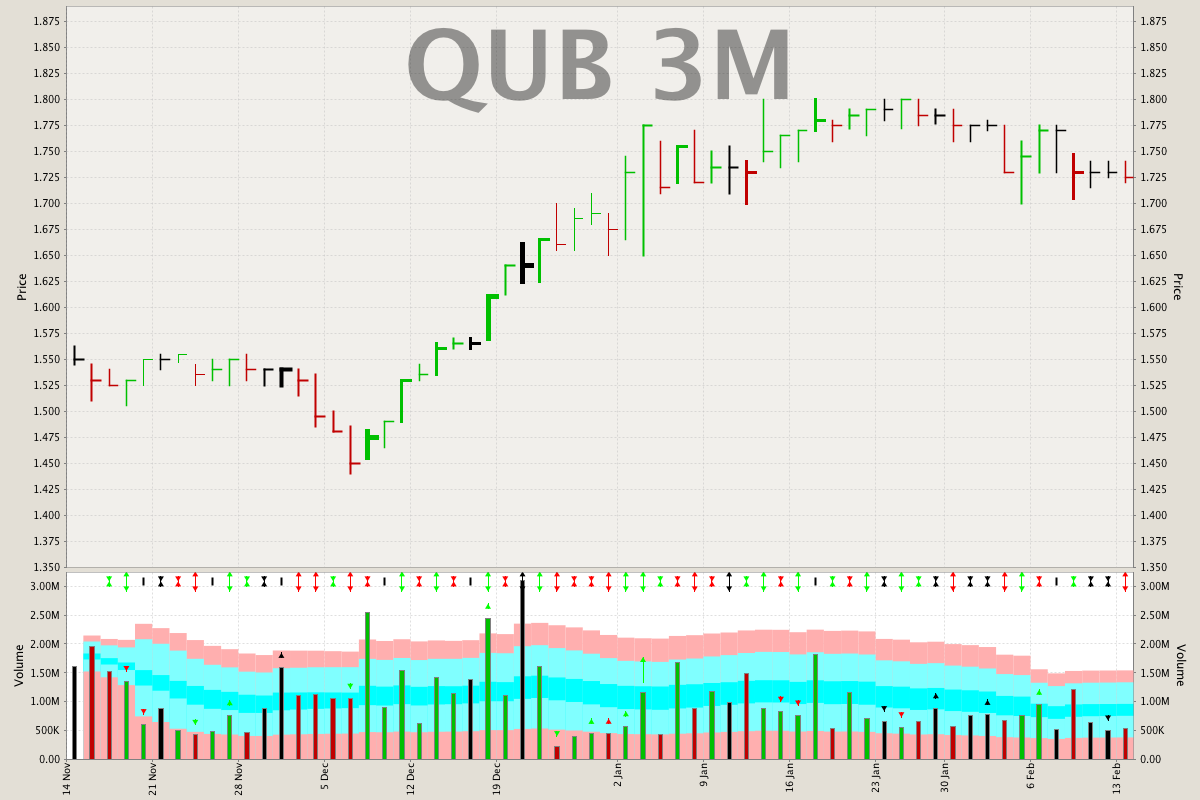 QUB 3M
1.875
1.850
1.825
1.800
1.775
1.750
1.725
1.700
1.675
1.650
1.625
1.600
1.575
1.550
1.525
1.500
1.475
1.450
1.425
1.400
1.375
1.350
Price
1.875
1.850
1.825
1.800
1.775
1.750
1.725
1.700
1.675
1.650
1.625
1.600
1.575
1.550
1.525
1.500
1.475
1.450
1.425
1.400
1.375
1.350
Price
3.00M
2.50M
2.00M
1.50M
1.00M
500K
0.00
Volume
3.00M
2.50M
2.00M
1.50M
1.00M
500K
0.00
Volume
14 Nov
21 Nov
28 Nov
5 Dec
12 Dec
19 Dec
2 Jan
9 Jan
16 Jan
23 Jan
30 Jan
6 Feb
13 Feb